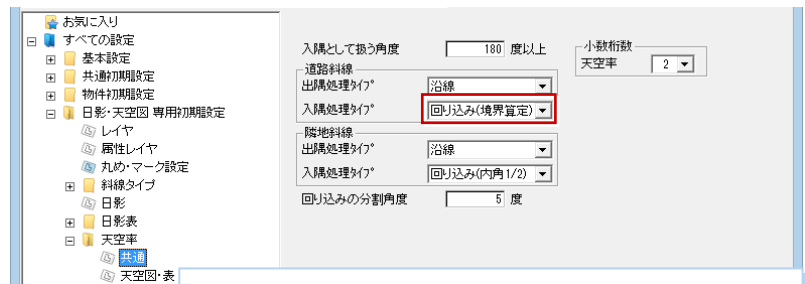 お気に入り
すべての設定
基本設定
共通初期設定
物件初期設定
日影・天空図 専用初期設定
レイヤ
属性レイヤ
丸め・マーク設定
斜線タイプ
日影
日影表
天空率
共通
天空図・表
入隅として扱う角度 180 度以上
道路斜線
出隅処理ﾀｲﾌﾟ 沿線
入隅処理ﾀｲﾌﾟ 回り込み(境界算定)
隣地斜線
出隅処理ﾀｲﾌﾟ 沿線
入隅処理ﾀｲﾌﾟ 回り込み(内角1/2)
回り込みの分割角度 5 度
小数桁数
天空率 2